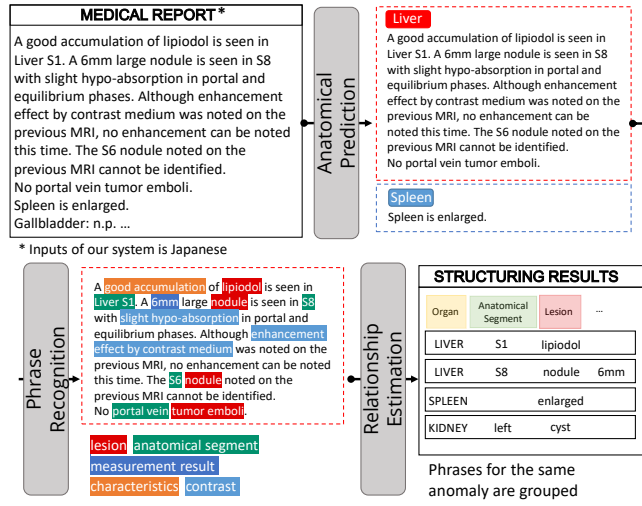 MEDICAL REPORT*
A good accumulation of lipiodol is seen in
Liver S1. A 6mm large nodule is seen in S8
with slight hypo-absorption in portal and
equilibrium phases. Although enhancement
effect by contrast medium was noted on the
previous MRI, no enhancement can be noted
this time. The S6 nodule noted on the
previous MRI cannot be identified.
No portal vein tumor emboli.
Spleen is enlarged.
Gallbladder: n.p. ...
* Inputs of our system is Japanese
Anatomical
Prediction
Liver
A good accumulation of lipiodol is seen in
Liver S1. A 6mm large nodule is seen in S8
with slight hypo-absorption in portal and
equilibrium phases. Although enhancement
effect by contrast medium was noted on the
previous MRI, no enhancement can be noted
this time. The S6 nodule noted on the
previous MRI cannot be identified.
No portal vein tumor emboli.
Spleen
Spleen is enlarged.
Phrase
Recognition
A good accumulation of lipiodol is seen in
Liver S1. A 6mm large nodule is seen in S8
with slight hypo-absorption in portal and
equilibrium phases. Although enhancement
effect by contrast medium was noted on the
previous MRI, no enhancement can be noted
this time. The S6 nodule noted on the
previous MRI cannot be identified.
No portal vein tumor emboli.
lesion anatomical segment
measurement result
characteristics contrast
Relationship
Estimation
STRUCTURING RESULTS
Organ Anatomical Segment Lesion ...
LIVER S1 lipiodol
LIVER S8 nodule 6mm
SPLEEN enlarged
KIDNEY left cyst
Phrases for the same
anomaly are grouped